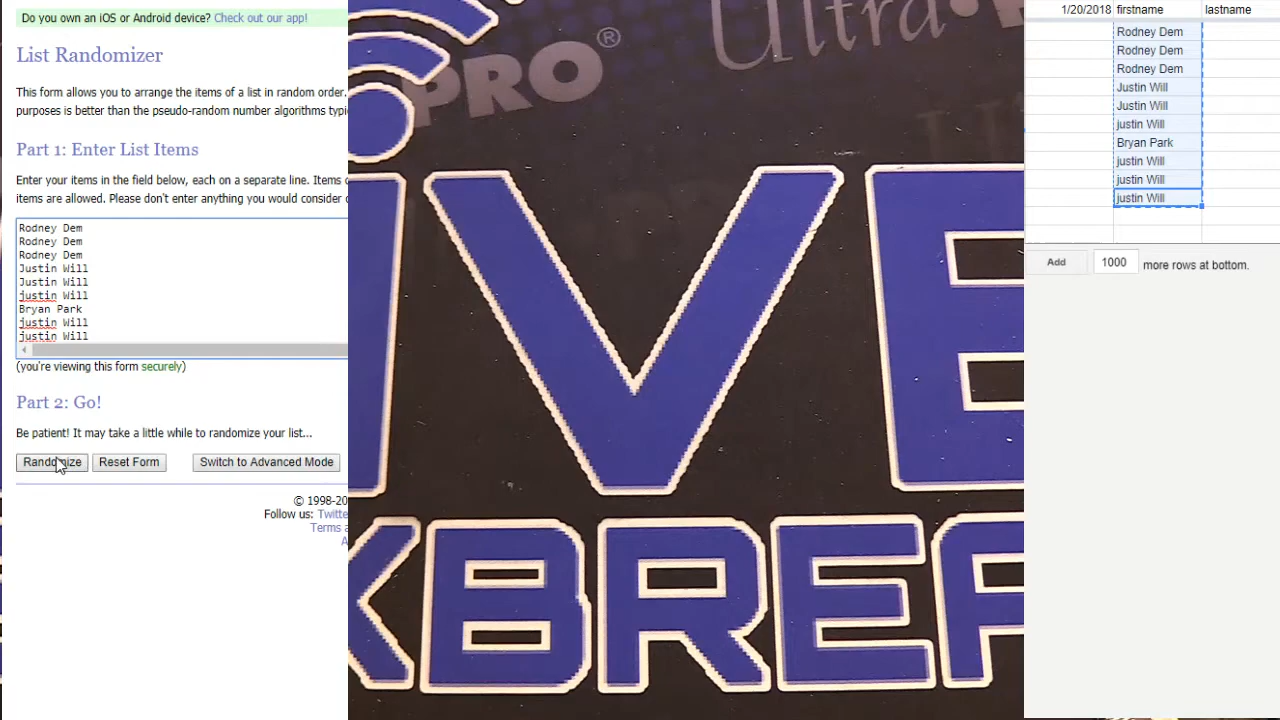 Do you own an iOS or Android device? Check out our app!
List Randomizer
This form allows you to arrange the items of a list in random order.
purposes is better than the pseudo-random number algorithms typi
Part 1: Enter List Items
Enter your items in the field below, each on a separate line. Items
items are allowed. Please don't enter anything you would consider
Rodney Dem
Rodney Dem
Rodney Dem
Justin Will
Justin Will
justin Will
Bryan Park
justin Will
justin Will
(you're viewing this form securely)
Part 2: Go!
Be patient! It may take a little while to randomize your list...
Randomize Reset Form Switch to Advanced Mode
© 1998-20
Follow us: Twitte
Terms a
A
PRO® Ultra•
IVE
KBREA
1/20/2018 firstname lastname
Rodney Dem
Rodney Dem
Rodney Dem
Justin Will
Justin Will
justin Will
Bryan Park
justin Will
justin Will
justin Will
Add 1000 more rows at bottom.